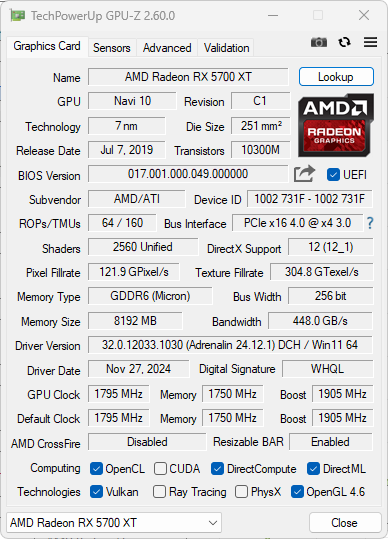 TechPowerUp GPU-Z 2.60.0
Graphics Card Sensors Advanced Validation
Name AMD Radeon RX 5700 XT Lookup
GPU Navi 10 Revision C1
AMD
RADEON
GRAPHICS
Technology 7 nm Die Size 251 mm²
Release Date Jul 7, 2019 Transistors 10300M
BIOS Version 017.001.000.049.000000 UEFI
Subvendor AMD/ATI Device ID 1002 731F - 1002 731F
ROPs/TMUs 64 / 160 Bus Interface PCIe x16 4.0 @ x4 3.0 ?
Shaders 2560 Unified DirectX Support 12 (12_1)
Pixel Fillrate 121.9 GPixel/s Texture Fillrate 304.8 GTexel/s
Memory Type GDDR6 (Micron) Bus Width 256 bit
Memory Size 8192 MB Bandwidth 448.0 GB/s
Driver Version 32.0.12033.1030 (Adrenalin 24.12.1) DCH / Win11 64
Driver Date Nov 27, 2024 Digital Signature WHQL
GPU Clock 1795 MHz Memory 1750 MHz Boost 1905 MHz
Default Clock 1795 MHz Memory 1750 MHz Boost 1905 MHz
AMD CrossFire Disabled Resizable BAR Enabled
Computing OpenCL CUDA DirectCompute DirectML
Technologies Vulkan Ray Tracing PhysX OpenGL 4.6
AMD Radeon RX 5700 XT Close